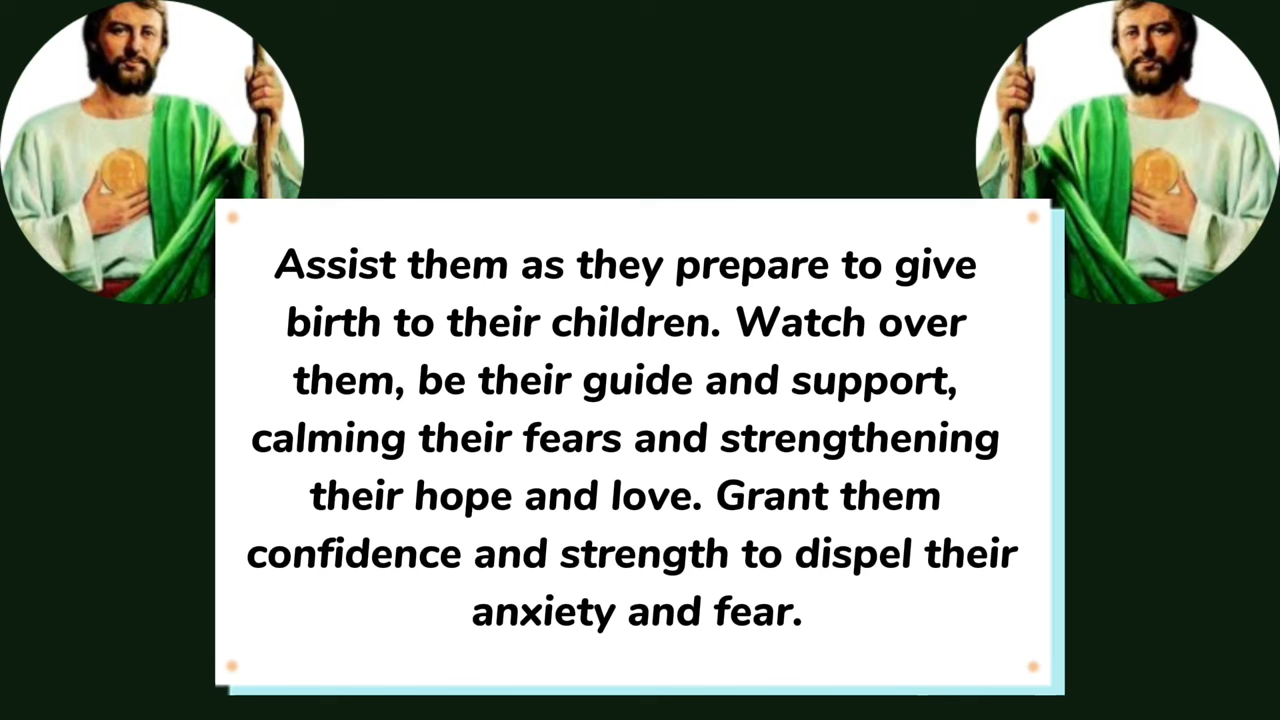 Assist them as they prepare to give
birth to their children. Watch over
them, be their guide and support,
calming their fears and strengthening
their hope and love. Grant them
confidence and strength to dispel their
anxiety and fear.